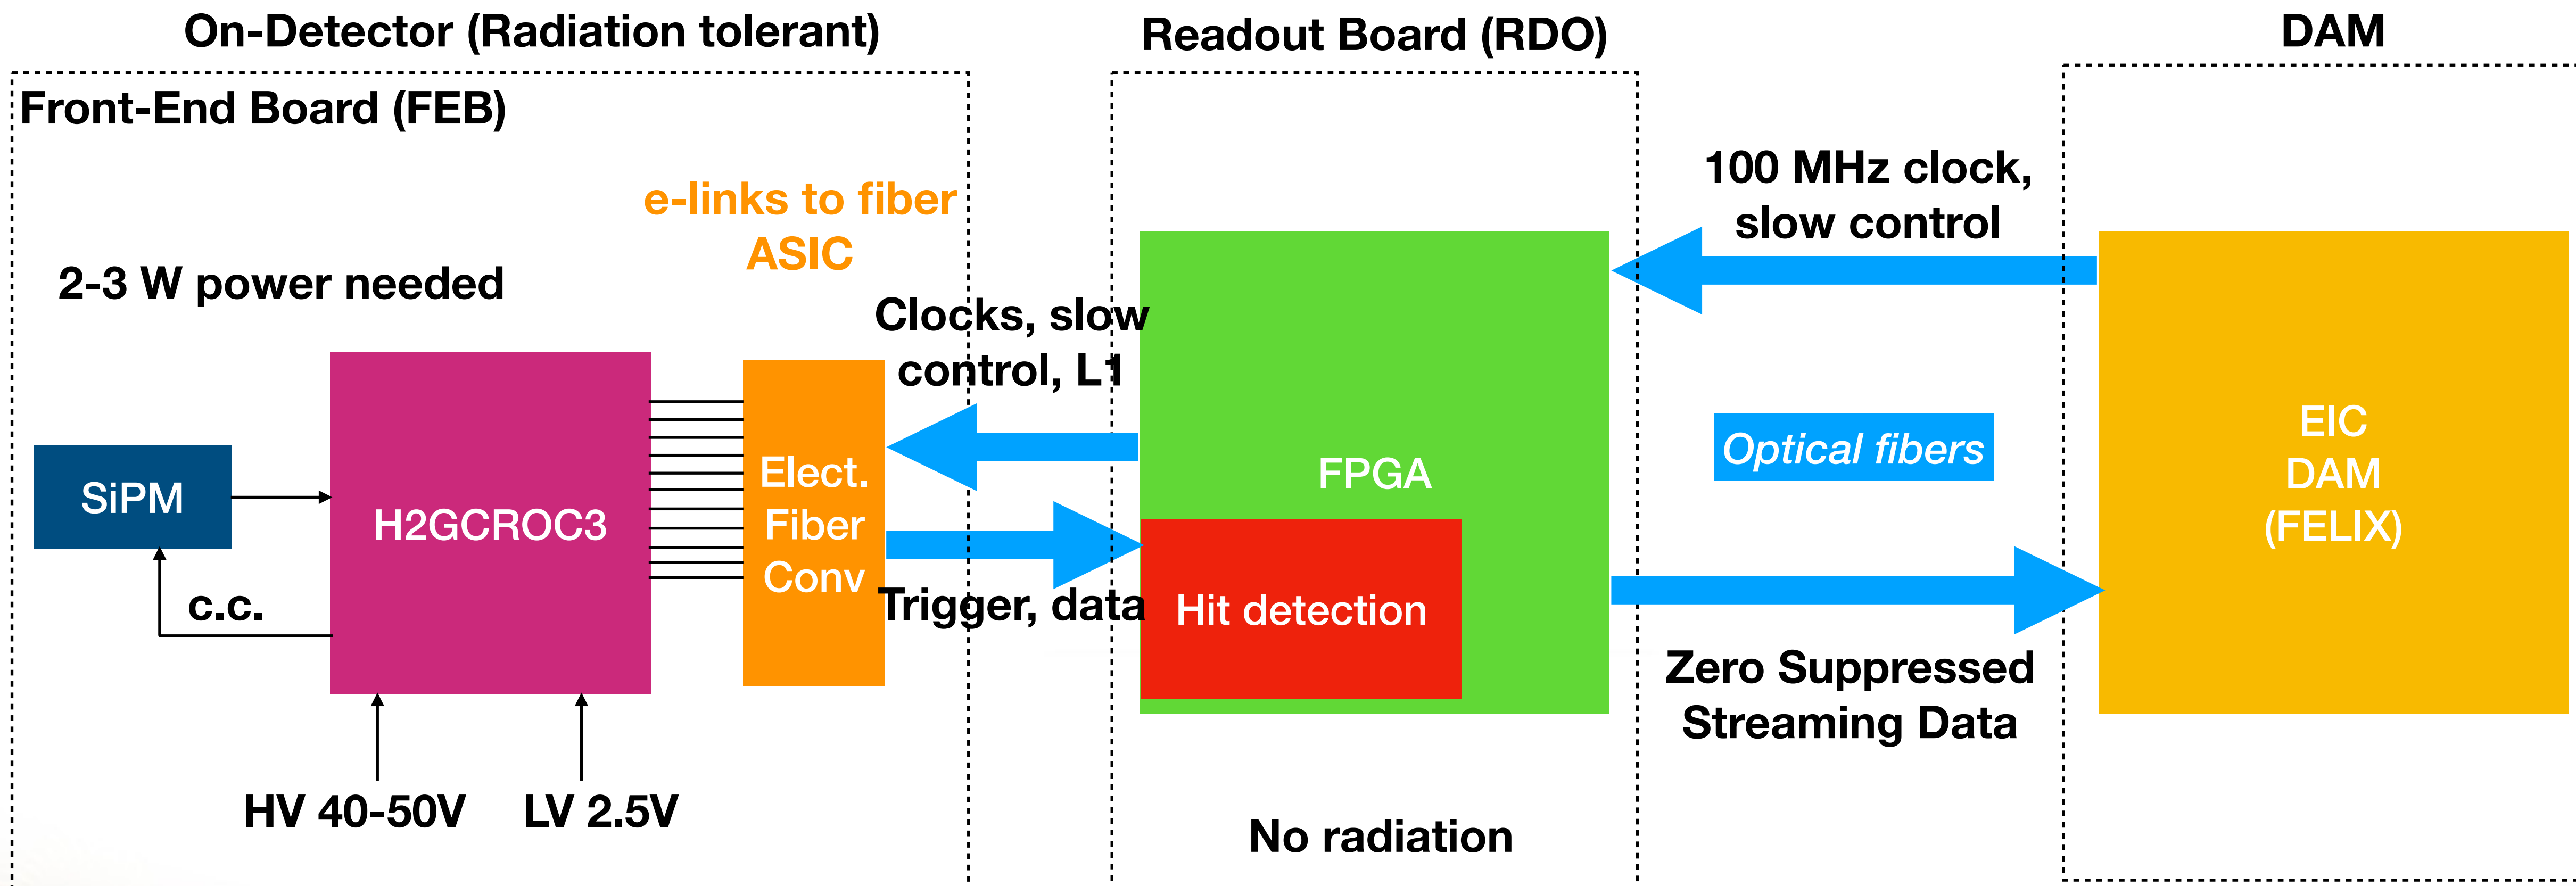 On-Detector (Radiation tolerant)
Readout Board (RDO)
DAM
Front-End Board (FEB)
e-links to fiber
ASIC
2-3 W power needed
Clocks, slow
control, L1
100 MHz clock,
slow control
SiPM
c.c.
H2GCROC3
Elect.
Fiber
Conv
Trigger, data
FPGA
Hit detection
Optical fibers
EIC
DAM
(FELIX)
Zero Suppressed
Streaming Data
HV 40-50V
LV 2.5V
No radiation